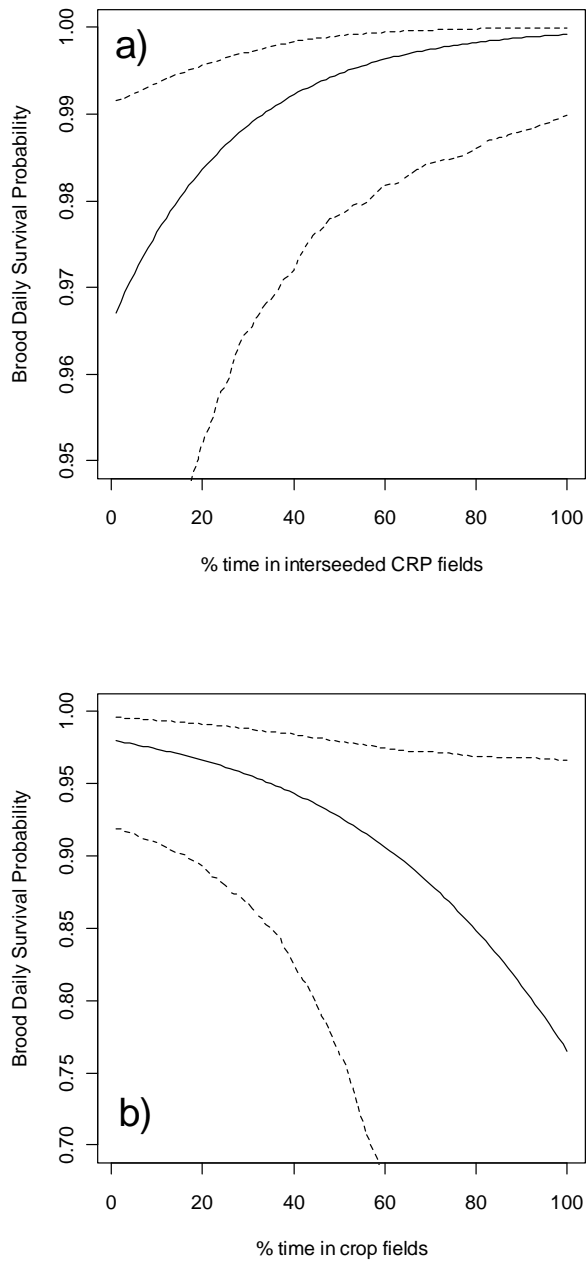 a)
Brood Daily Survival Probability
1.00
0.99
0.98
0.97
0.96
0.95
0 20 40 60 80 100
% time in interseeded CRP fields
b)
Brood Daily Survival Probability
1.00
0.95
0.90
0.85
0.80
0.75
0.70
0 20 40 60 80 100
% time in crop fields